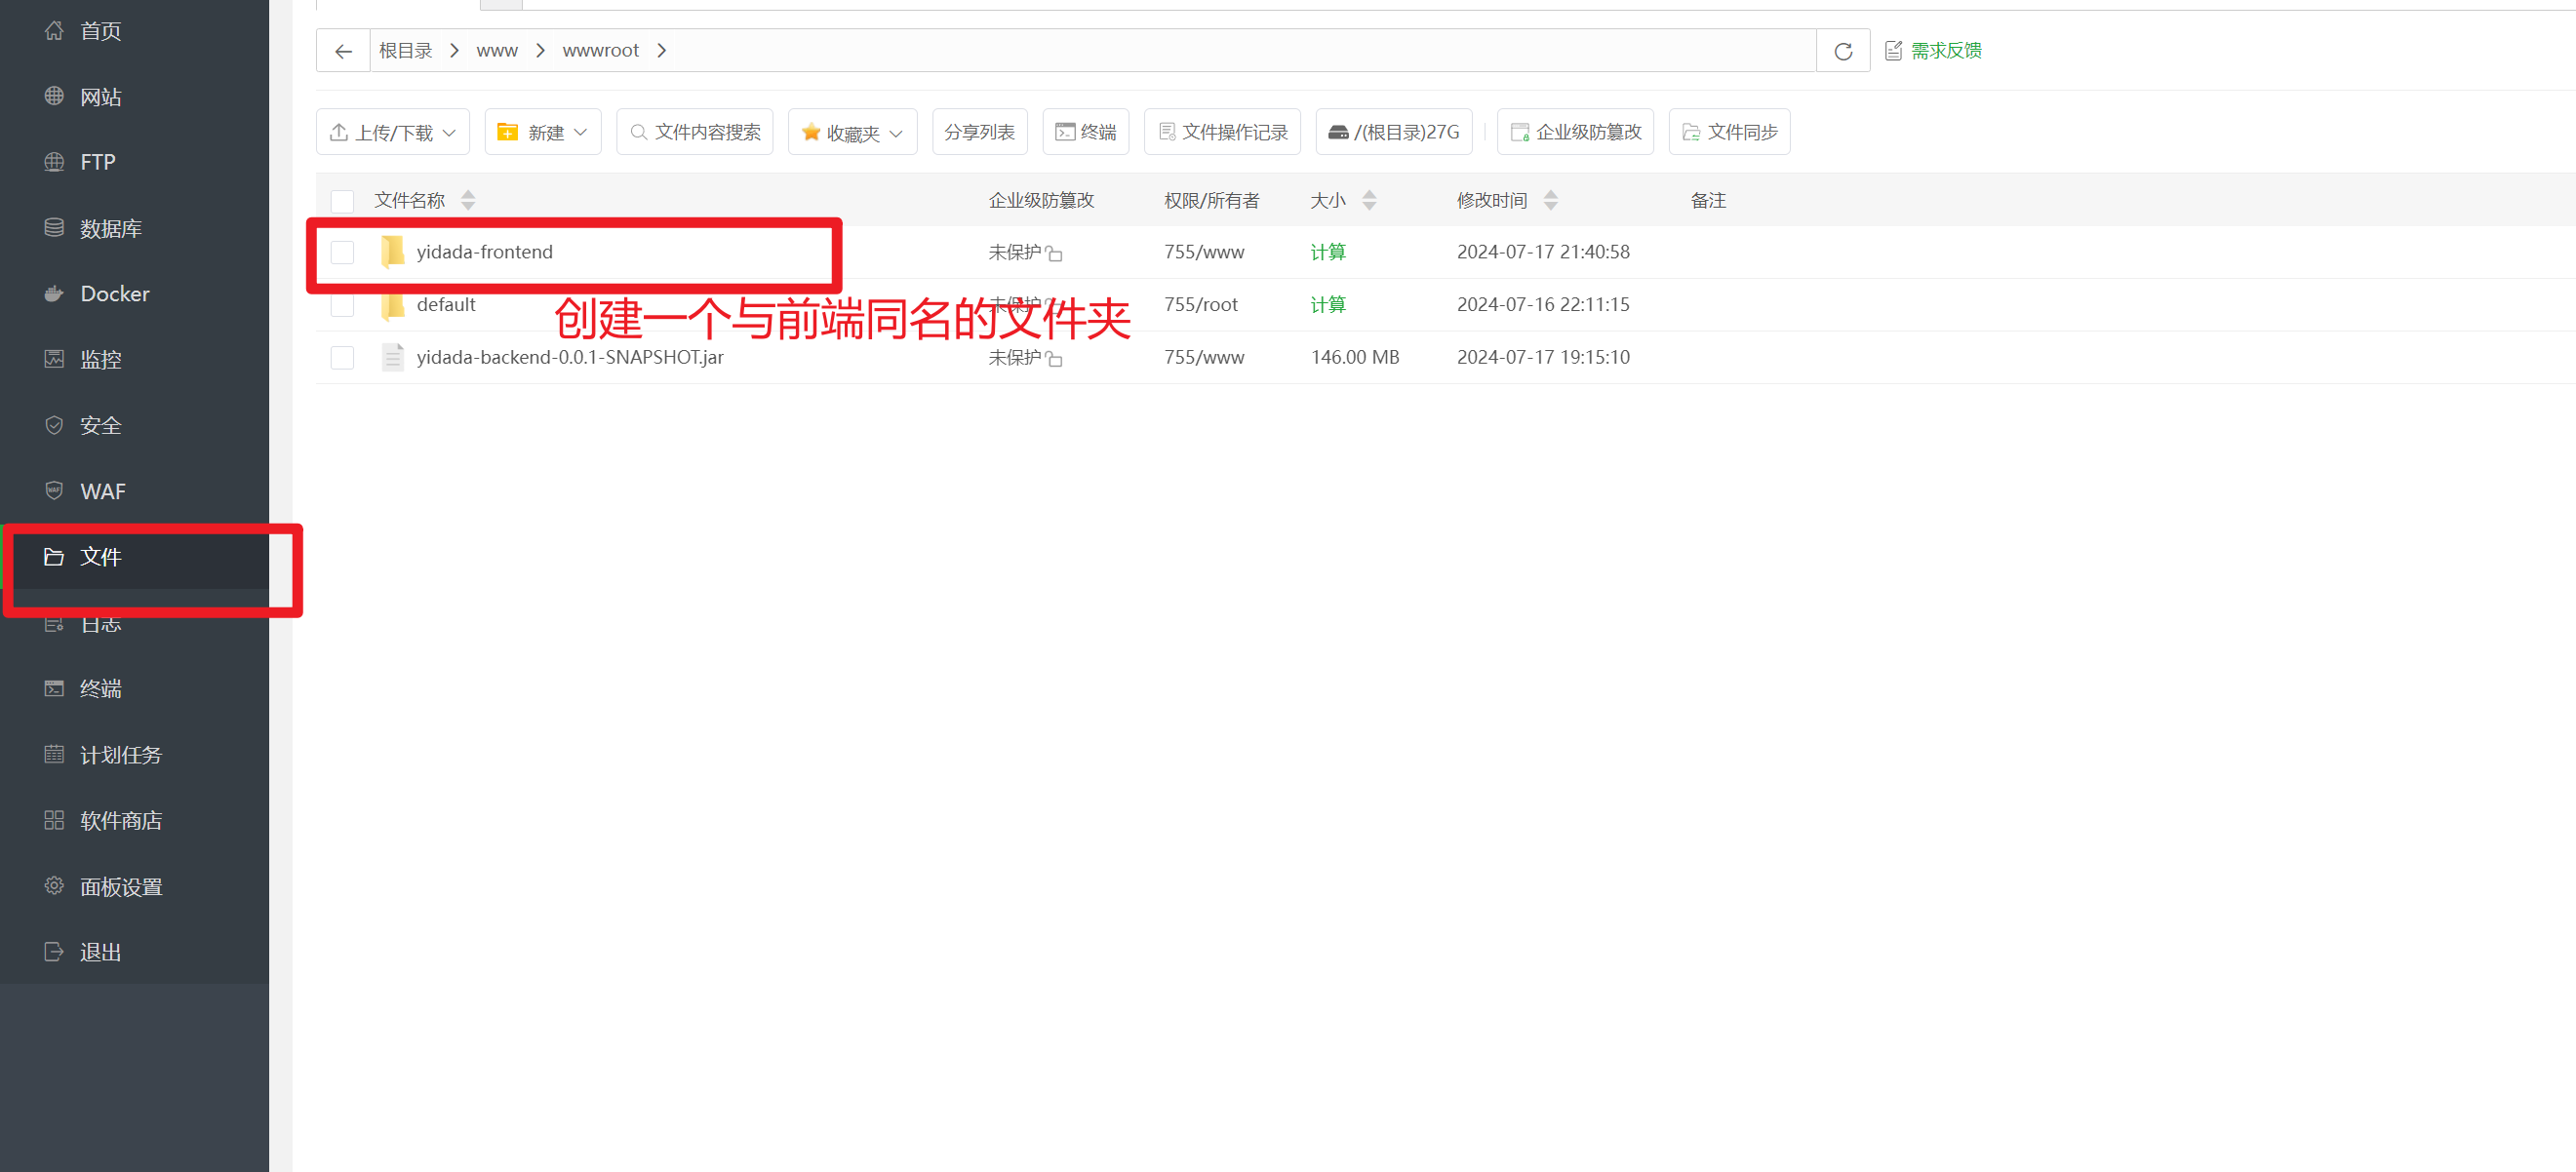 首页
网站
FTP
数据库
Docker
监控
安全
WAF
文件
日志
终端
计划任务
软件商店
面板设置
退出
根目录 > www > wwwroot >
需求反馈
上传/下载 新建 文件内容搜索 收藏夹 分享列表 终端 文件操作记录 /(根目录)27G 企业级防篡改 文件同步
文件名称 企业级防篡改 权限/所有者 大小 修改时间 备注
yidada-frontend 未保护 755/www 计算 2024-07-17 21:40:58
default 未保护 755/root 计算 2024-07-16 22:11:15
创建一个与前端同名的文件夹
yidada-backend-0.0.1-SNAPSHOT.jar 未保护 755/www 146.00 MB 2024-07-17 19:15:10